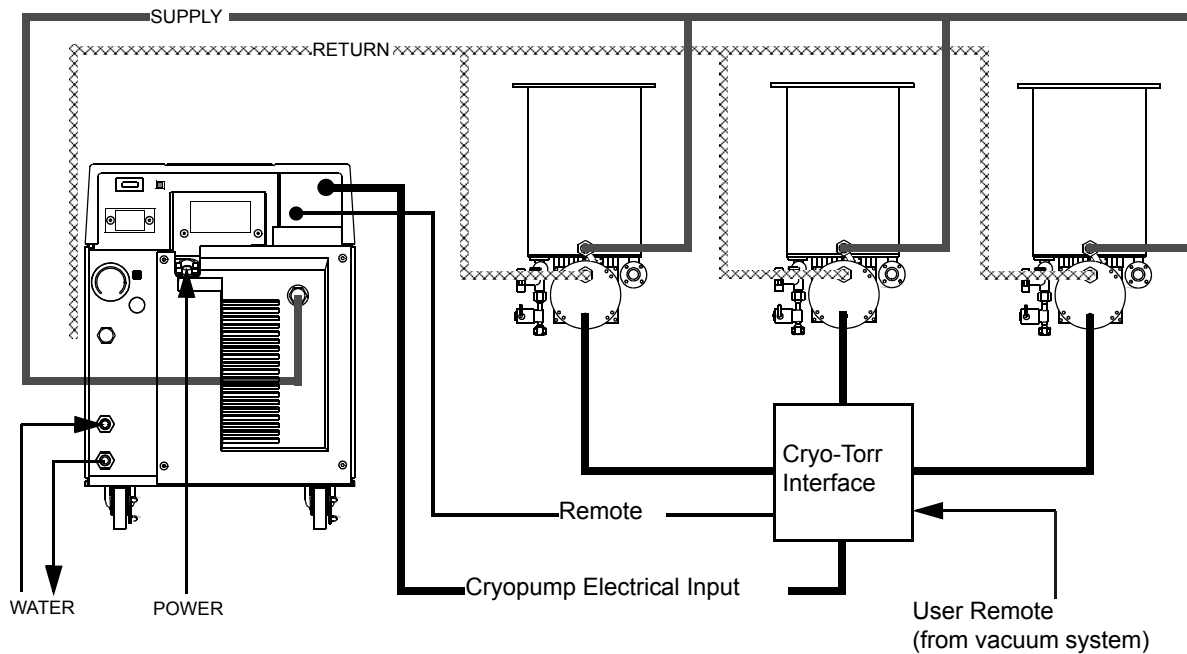 SUPPLY
RETURN
Cryo-Torr
Interface
Remote
Cryopump Electrical Input
WATER
POWER
User Remote
(from vacuum system)